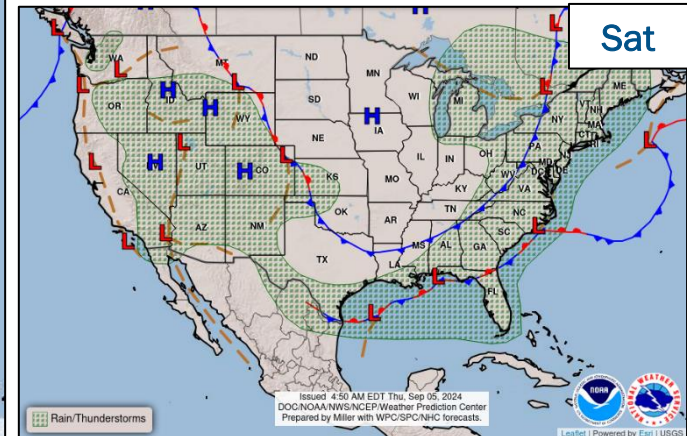 Sat
H
H
L
L
WA
MT
ND
MN
ME
L
L
OR
H
ID
H
WY
SD
WI
MI
L
NY
VT
NH
MA
CT
RI
H
IA
NE
PA
L
L
L
L
H
UT
H
CO
KS
MO
IL
IN
OH
WV
MD
DC
DE
VA
CA
KY
NC
AZ
NM
OK
AR
TN
SC
L
L
L
TX
MS
AL
GA
LA
L
FL
L
Rain/Thunderstorms
Issued 4:50 AM EDT Thu, Sep 05, 2024
DOC/NOAA/NWS/NCEP/Weather Prediction Center
Prepared by Miller with WPC/SPC/NHC forecasts.
NOAA
NATIONAL WEATHER SERVICE
Leaflet | Powered by Esri | USGS